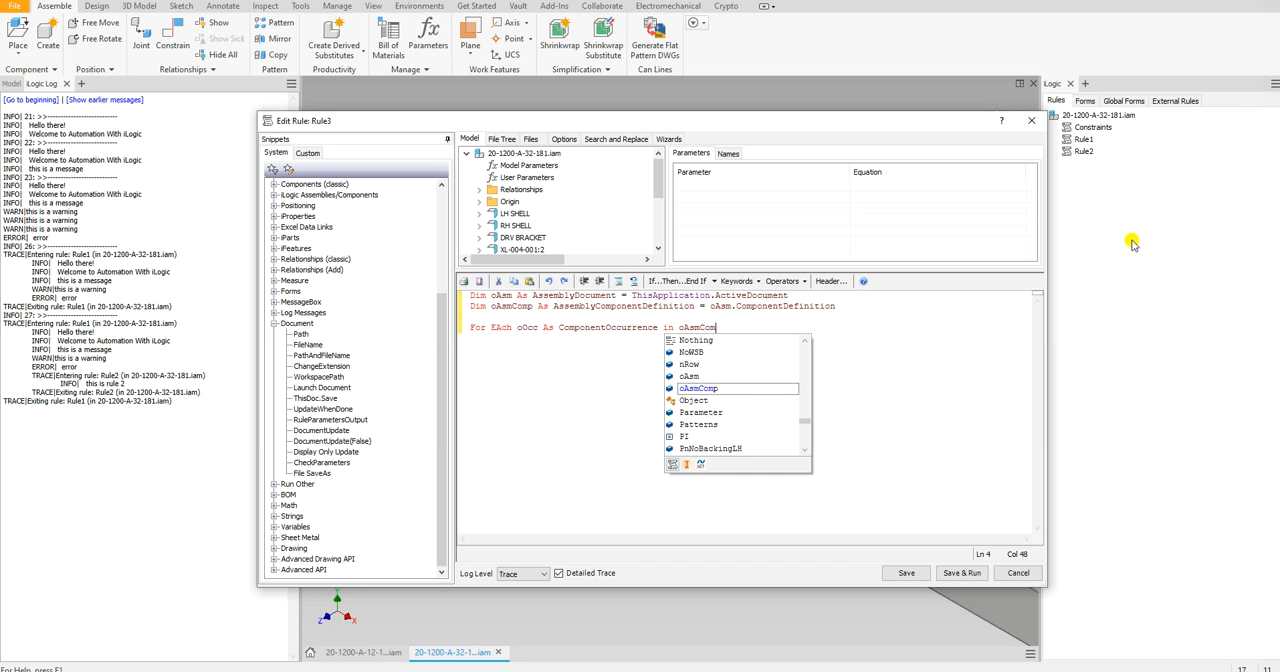 File Assemble Design 3D Model Sketch Annotate Inspect Tools Manage View Environments Get Started Vault Add-Ins Collaborate Electromechanical Crypto
Place Create Free Move Free Rotate Joint Constrain Show Show Sick Hide All Pattern Mirror Copy Create Derived Substitutes Bill of Materials Parameters Plane Axis Point UCS Shrinkwrap Shrinkwrap Substitute Generate Flat Pattern DWGs
Component Position Relationships Pattern Productivity Manage Work Features Simplification Can Lines
Model iLogic Log
[Go to beginning] | [Show earlier messages]
INFO| 21: >>---------------------------
INFO| Hello there!
INFO| Welcome to Automation With iLogic
INFO| 22: >>---------------------------
INFO| Hello there!
INFO| Welcome to Automation With iLogic
INFO| this is a message
INFO| 23: >>---------------------------
INFO| Hello there!
INFO| Welcome to Automation With iLogic
INFO| this is a message
WARN|this is a warning
WARN|this is a warning
WARN|this is a warning
ERROR| error
INFO| 26: >>---------------------------
TRACE|Entering rule: Rule1 (in 20-1200-A-32-181.iam)
INFO| Hello there!
INFO| Welcome to Automation With iLogic
INFO| this is a message
WARN|this is a warning
ERROR| error
TRACE|Exiting rule: Rule1 (in 20-1200-A-32-181.iam)
INFO| 27: >>---------------------------
TRACE|Entering rule: Rule1 (in 20-1200-A-32-181.iam)
INFO| Hello there!
INFO| Welcome to Automation With iLogic
INFO| this is a message
WARN|this is a warning
ERROR| error
TRACE|Entering rule: Rule2 (in 20-1200-A-32-181.iam)
INFO| this is rule 2
TRACE|Exiting rule: Rule2 (in 20-1200-A-32-181.iam)
TRACE|Exiting rule: Rule1 (in 20-1200-A-32-181.iam)
Edit Rule: Rule3
Snippets
System Custom
Components (classic)
iLogic Assemblies/Components
Positioning
iProperties
Excel Data Links
iParts
iFeatures
Relationships (classic)
Relationships (Add)
Measure
Forms
MessageBox
Log Messages
Document
Path
FileName
PathAndFileName
ChangeExtension
WorkspacePath
Launch Document
ThisDoc.Save
UpdateWhenDone
RuleParametersOutput
DocumentUpdate
DocumentUpdate(False)
Display Only Update
CheckParameters
File SaveAs
Run Other
BOM
Math
Strings
Variables
Sheet Metal
Drawing
Advanced Drawing API
Advanced API
Model File Tree Files Options Search and Replace Wizards
20-1200-A-32-181.iam
Model Parameters
User Parameters
Relationships
Origin
LH SHELL
RH SHELL
DRV BRACKET
XL-004-001:2
Parameters Names
Parameter Equation
If...Then...End If Keywords Operators Header...
Dim oAsm As AssemblyDocument = ThisApplication.ActiveDocument
Dim oAsmComp As AssemblyComponentDefinition = oAsm.ComponentDefinition
For EAch oOcc As ComponentOccurrence in oAsmCom
Nothing
NoWSB
nRow
oAsm
oAsmComp
Object
Parameter
Patterns
PI
PnNoBackingLH
Ln 4 Col 48
Log Level Trace Detailed Trace Save Save & Run Cancel
iLogic
Rules Forms Global Forms External Rules
20-1200-A-32-181.iam
Constraints
Rule1
Rule2
Z X
20-1200-A-12-1...iam 20-1200-A-32-1...iam
For Help, press F1 17 11